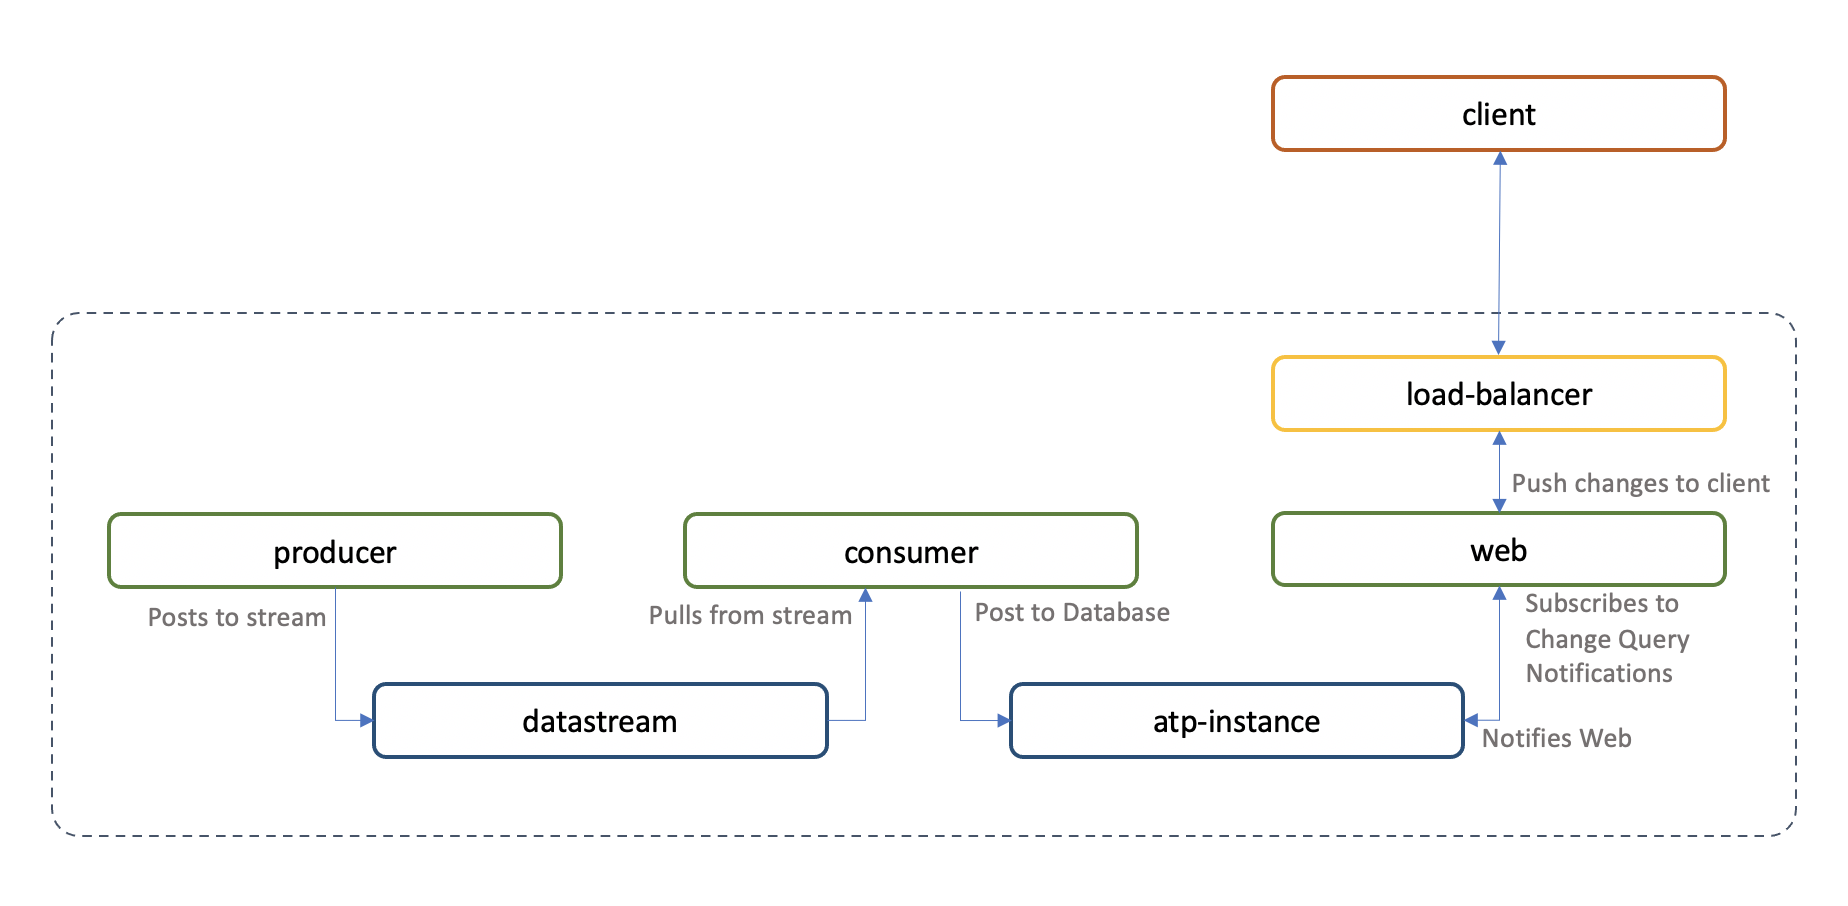 client
load-balancer
Push changes to client
producer
consumer
web
Posts to stream
Pulls from stream
Post to Database
Subscribes to
Change Query
Notifications
datastream
atp-instance
Notifies Web